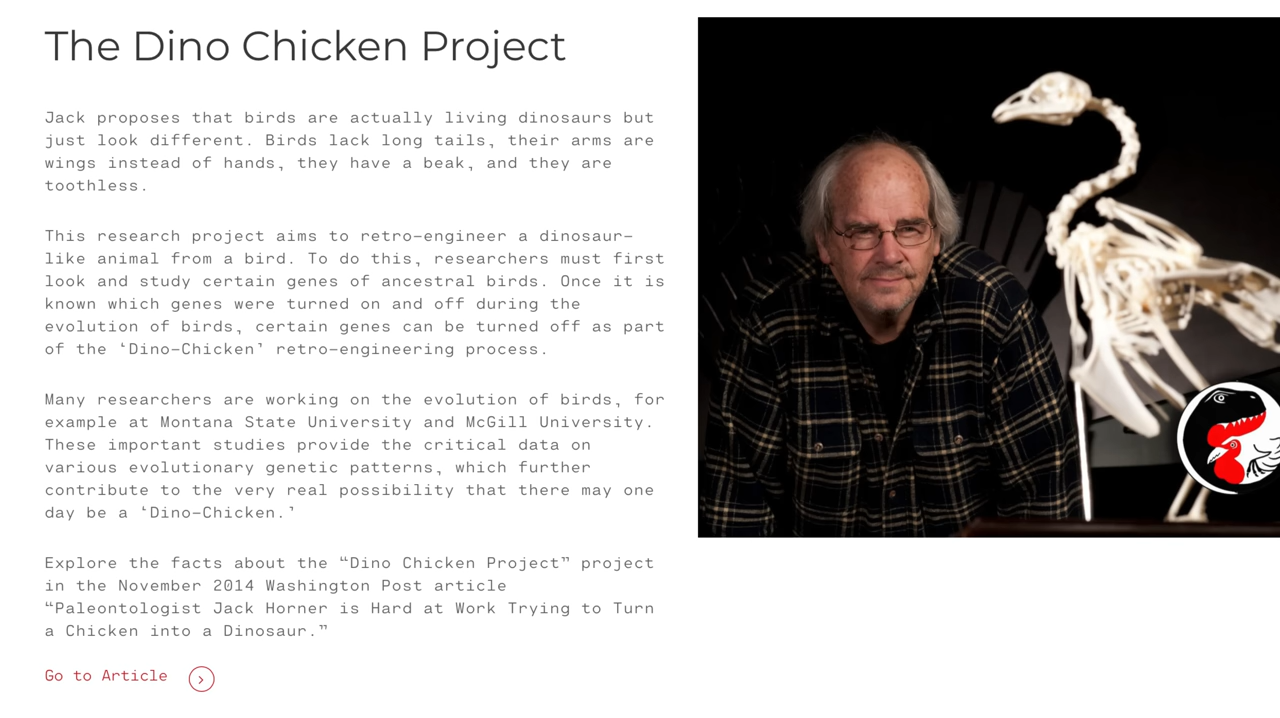 The Dino Chicken Project
Jack proposes that birds are actually living dinosaurs but
just look different. Birds lack long tails, their arms are
wings instead of hands, they have a beak, and they are
toothless.
This research project aims to retro-engineer a dinosaur-
like animal from a bird. To do this, researchers must first
look and study certain genes of ancestral birds. Once it is
known which genes were turned on and off during the
evolution of birds, certain genes can be turned off as part
of the ‘Dino-Chicken’ retro-engineering process.
Many researchers are working on the evolution of birds, for
example at Montana State University and McGill University.
These important studies provide the critical data on
various evolutionary genetic patterns, which further
contribute to the very real possibility that there may one
day be a ‘Dino-Chicken.’
Explore the facts about the “Dino Chicken Project” project
in the November 2014 Washington Post article
“Paleontologist Jack Horner is Hard at Work Trying to Turn
a Chicken into a Dinosaur.”
Go to Article